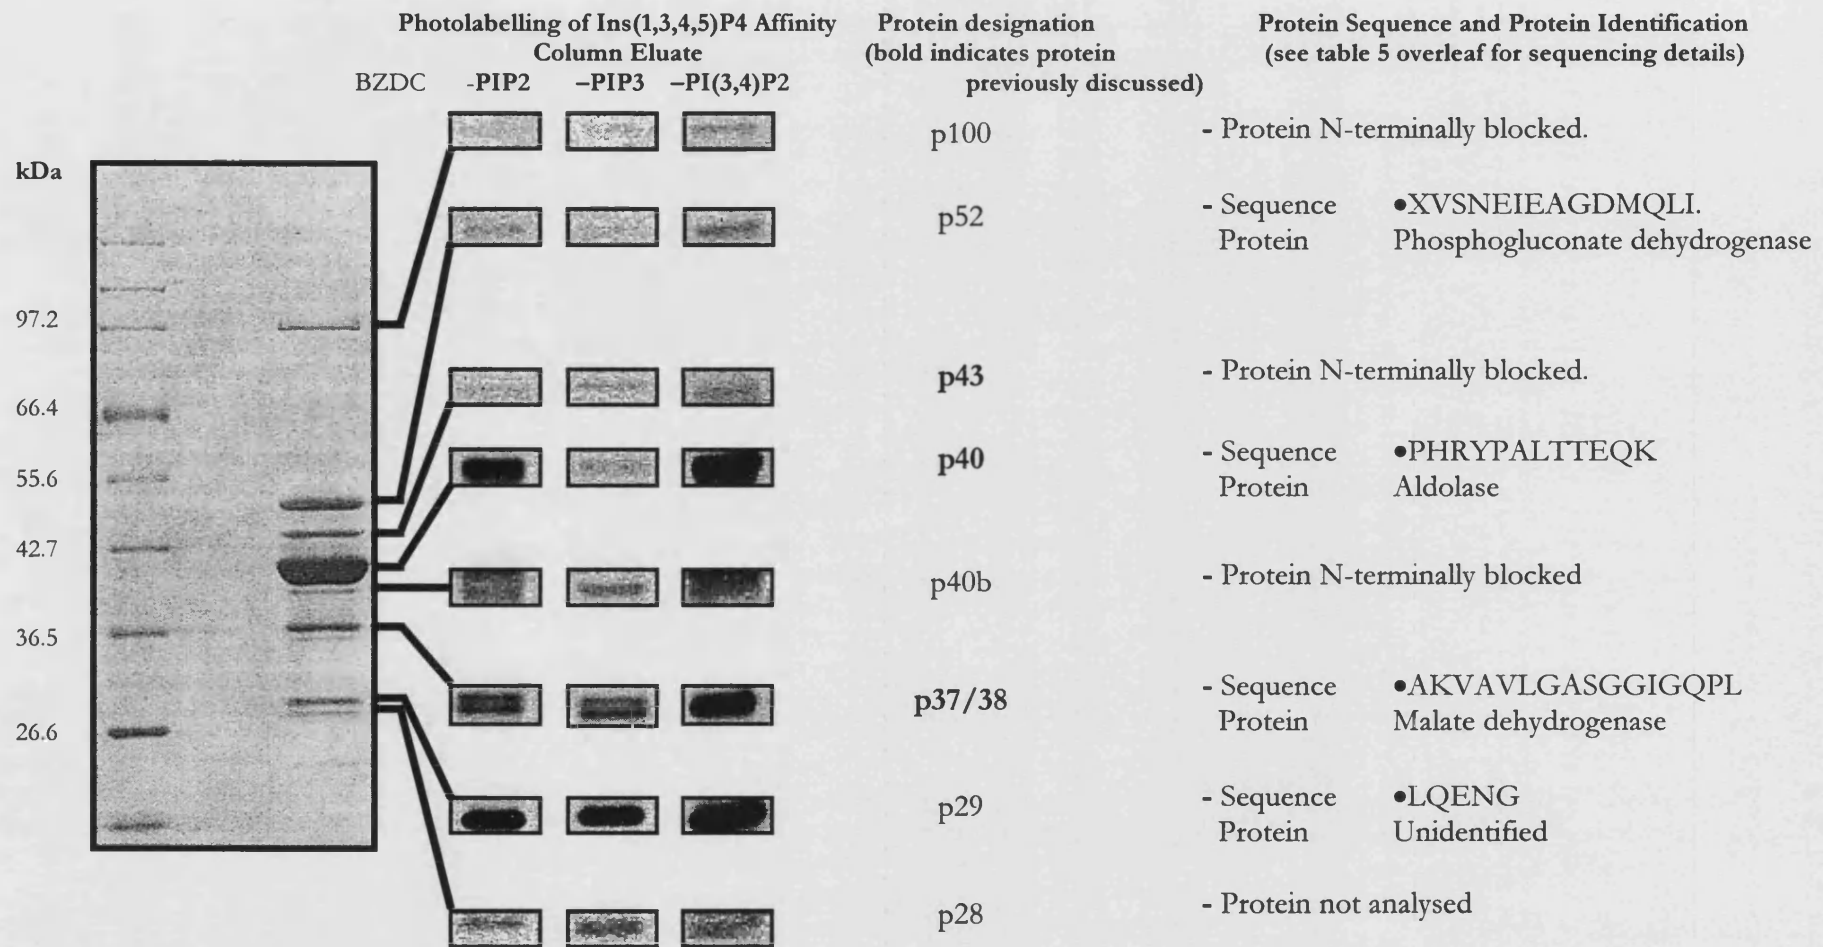 Photolabelling of Ins(1,3,4,5)P4 Affinity
Column Eluate
BZDC -PIP2 –PIP3 –PI(3,4)P2
Protein designation
(bold indicates protein
previously discussed)
Protein Sequence and Protein Identification
(see table 5 overleaf for sequencing details)
kDa
97.2
66.4
55.6
42.7
36.5
26.6
p100
- Protein N-terminally blocked.
p52
- Sequence •XVSNEIEAGDMQLI.
Protein Phosphogluconate dehydrogenase
p43
- Protein N-terminally blocked.
p40
- Sequence •PHRYPALTTEQK
Protein Aldolase
p40b
- Protein N-terminally blocked
p37/38
- Sequence •AKVAVLGASGGIGQPL
Protein Malate dehydrogenase
p29
- Sequence •LQENG
Protein Unidentified
p28
- Protein not analysed